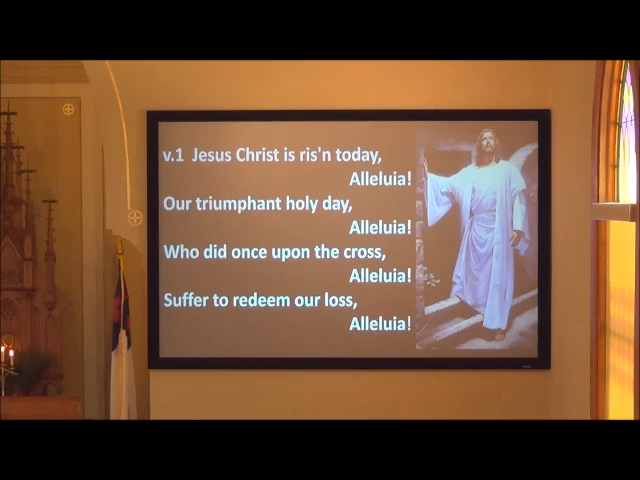 v.1 Jesus Christ is ris'n today,
Alleluia!
Our triumphant holy day,
Alleluia!
Who did once upon the cross,
Alleluia!
Suffer to redeem our loss,
Alleluia!